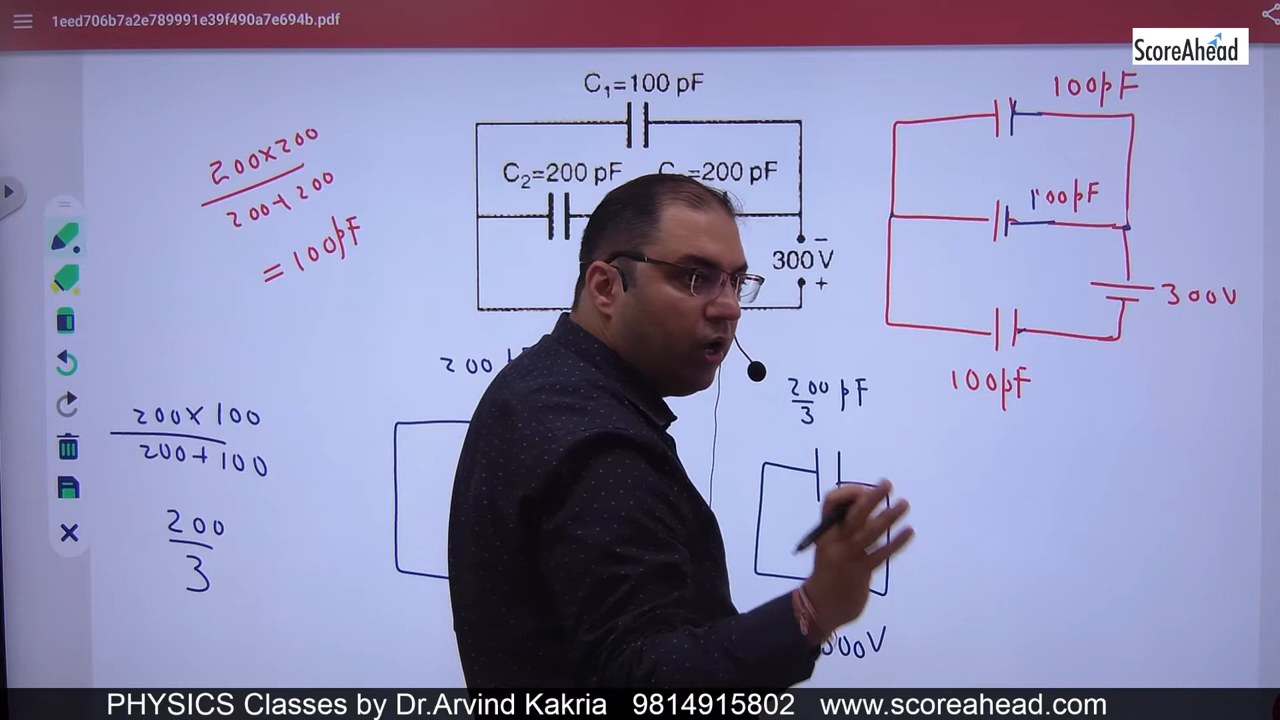 1eed706b7a2e789991e39f490a7e694b.pdf
ScoreAhead
C₁=100 pF
C₂=200 pF
=200 pF
300 V
−
+
200×200
200+200
=100pF
100pF
100pF
300V
100pF
200
200
3
pF
300V
200×100
200+100
200
3
PHYSICS Classes by Dr.Arvind Kakria 9814915802 www.scoreahead.com